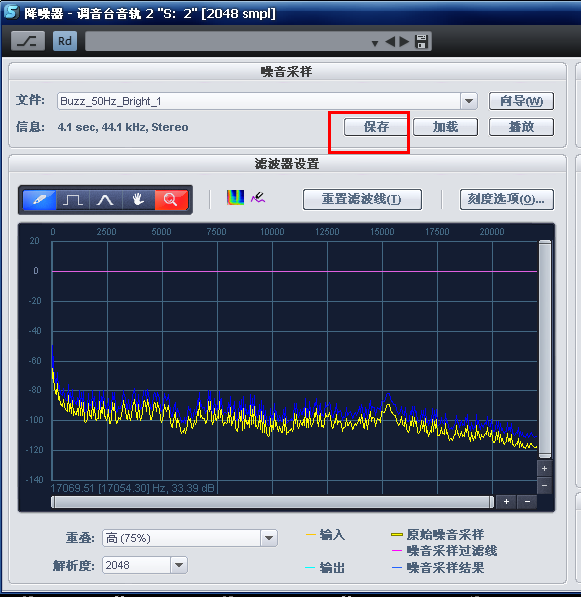 降噪器 - 调音台音轨 2 "S: 2" [2048 smpl]
Rd
噪音采样
文件: Buzz_50Hz_Bright_1 向导(W)
信息: 4.1 sec, 44.1 kHz, Stereo 保存 加载 播放
滤波器设置
重置滤波线(T) 刻度选项(O)...
0 2500 5000 7500 10000 12500 15000 17500 20000
20
0
-20
-40
-60
-80
-100
-120
-140
17069.51 [17054.30] Hz, 33.39 dB
重叠: 高 (75%) 输入 原始噪音采样
噪音采样过滤线
解析度: 2048 输出 噪音采样结果